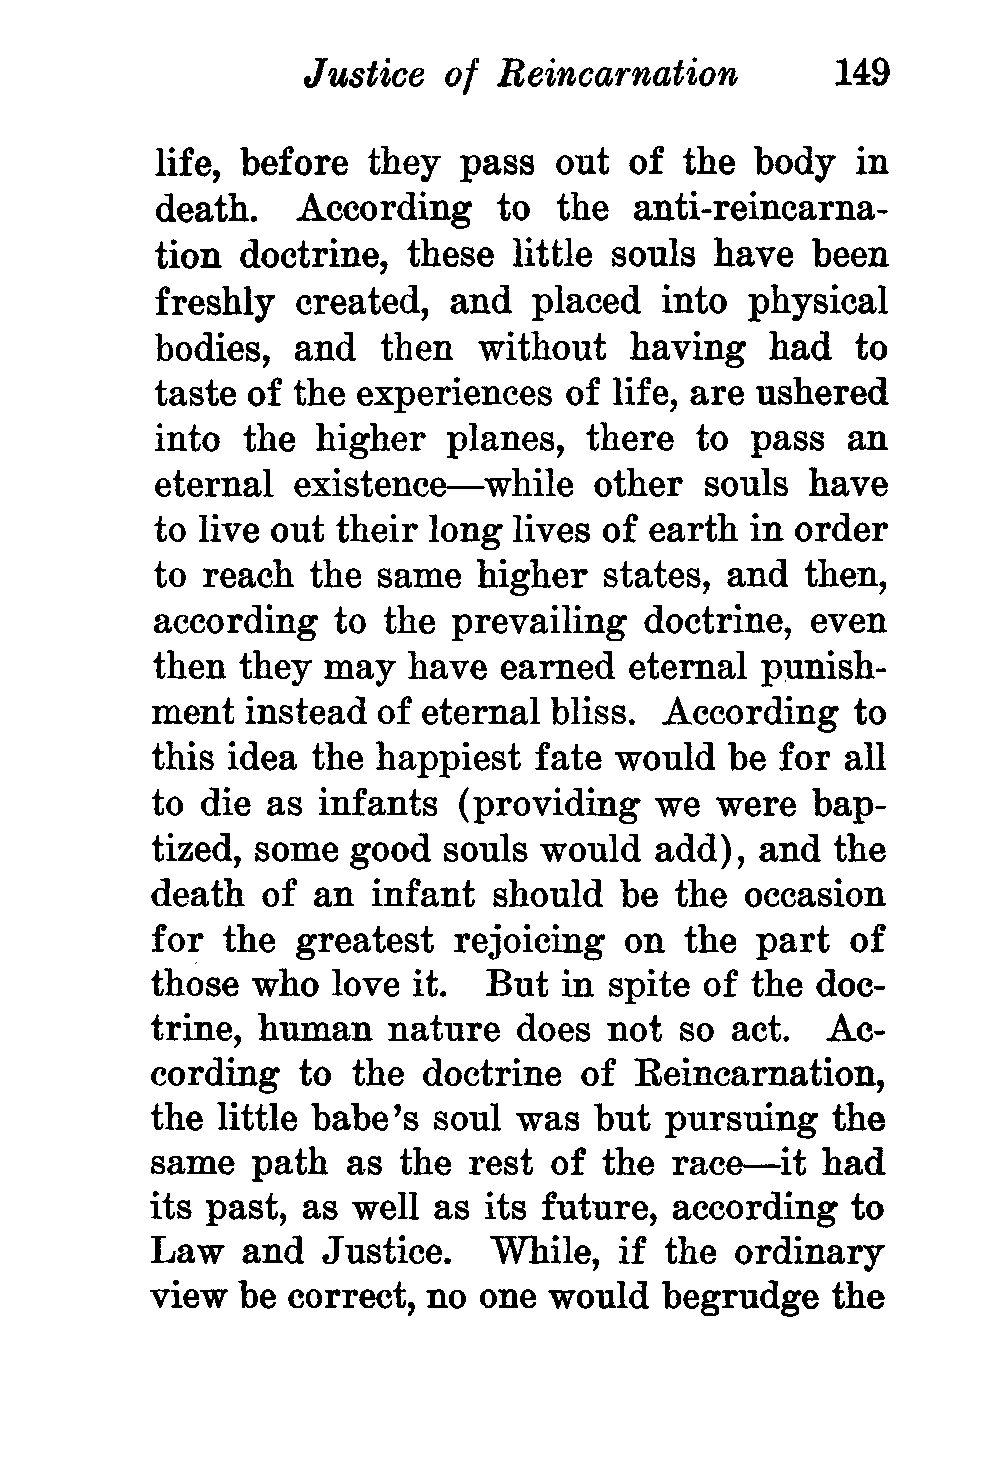 Justice of Reincarnation 149
life, before they pass out of the body in
death. According to the anti-reincarna-
tion doctrine, these little souls have been
freshly created, and placed into physical
bodies, and then without having had to
taste of the experiences of life, are ushered
into the higher planes, there to pass an
eternal existence—while other souls have
to live out their long lives of earth in order
to reach the same higher states, and then,
according to the prevailing doctrine, even
then they may have earned eternal punish-
ment instead of eternal bliss. According to
this idea the happiest fate would be for all
to die as infants (providing we were bap-
tized, some good souls would add), and the
death of an infant should be the occasion
for the greatest rejoicing on the part of
those who love it. But in spite of the doc-
trine, human nature does not so act. Ac-
cording to the doctrine of Reincarnation,
the little babe's soul was but pursuing the
same path as the rest of the race—it had
its past, as well as its future, according to
Law and Justice. While, if the ordinary
view be correct, no one would begrudge the